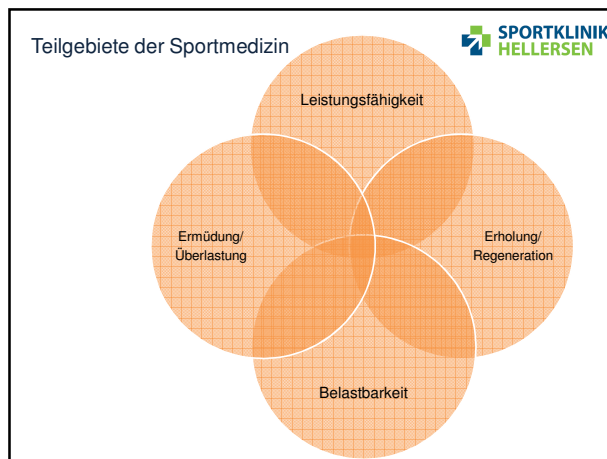 Teilgebiete der Sportmedizin
SPORTKLINIK
HELLERSEN
Leistungsfähigkeit
Ermüdung/
Überlastung
Erholung/
Regeneration
Belastbarkeit